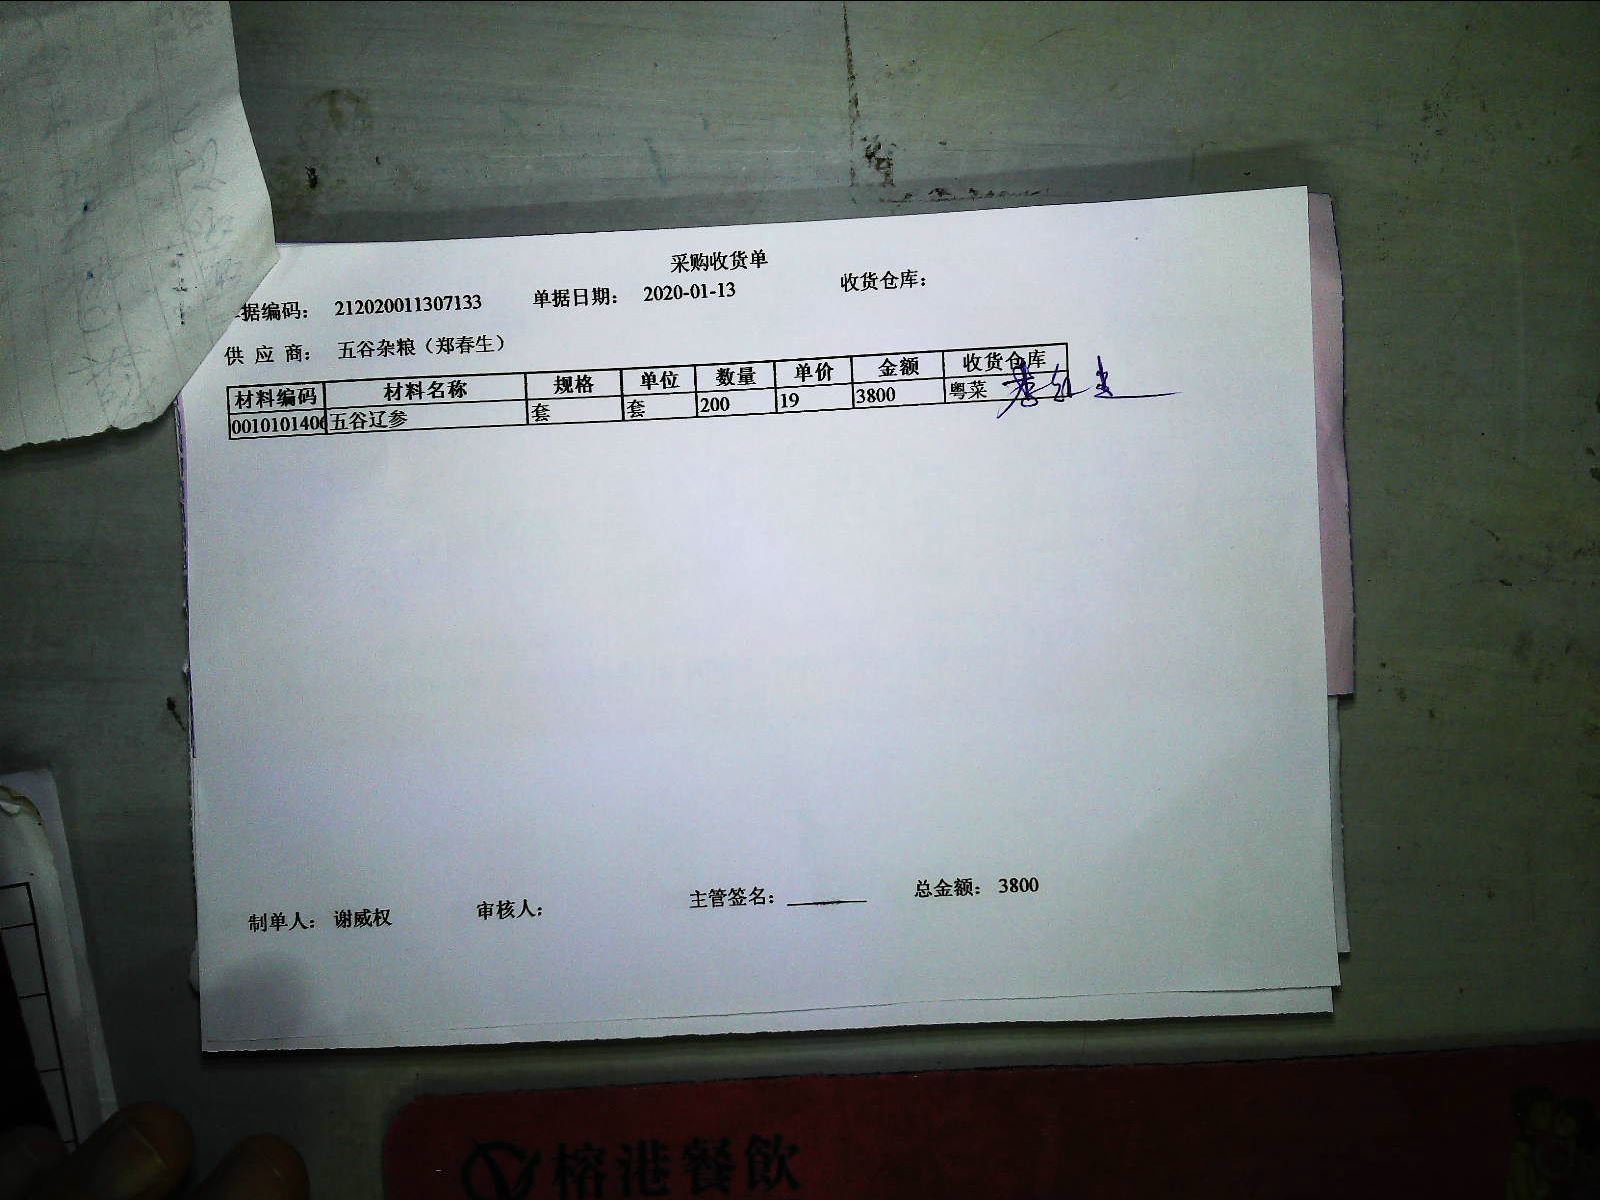 采购收货单
据编码： 212020011307133 单据日期： 2020-01-13 收货仓库：
供 应 商： 五谷杂粮（郑春生）
材料编码 材料名称 规格 单位 数量 单价 金额 收货仓库
0010101406 五谷辽参 套 套 200 19 3800 粤菜
制单人： 谢威权 审核人： 主管签名： 总金额： 3800
榕港餐飲